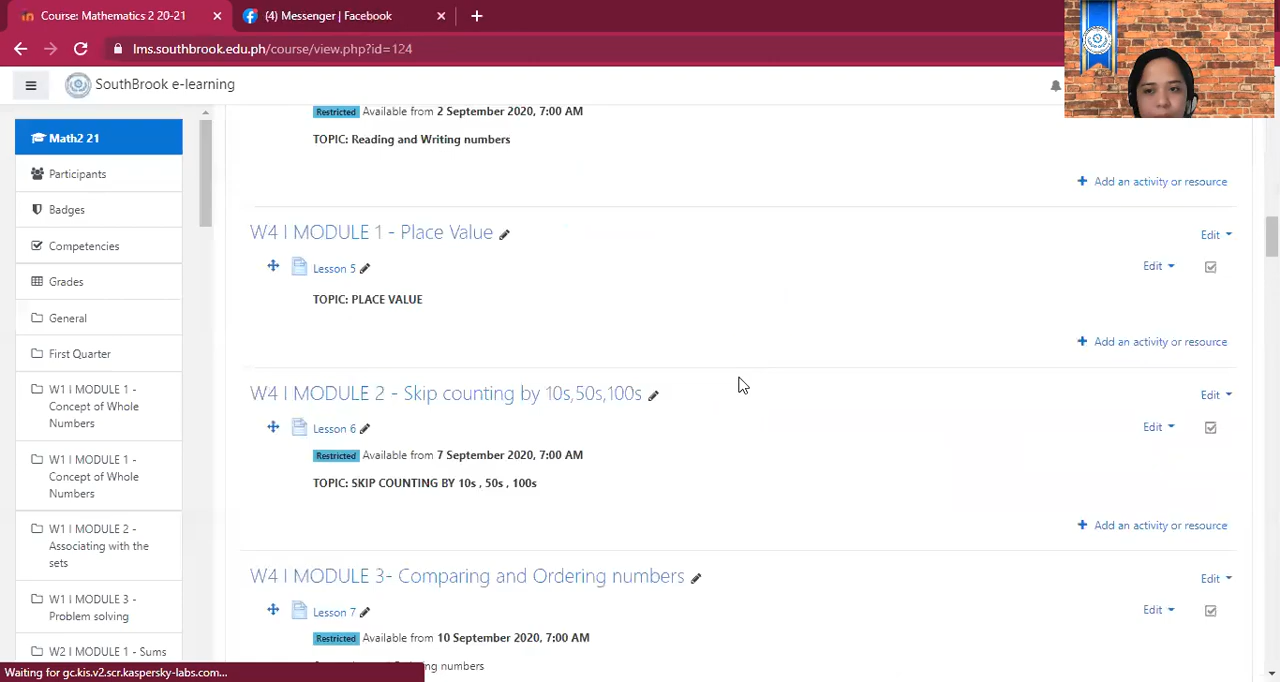 Course: Mathematics 2 20-21
(4) Messenger | Facebook
lms.southbrook.edu.ph/course/view.php?id=124
SouthBrook e-learning
Math2 21
Participants
Badges
Competencies
Grades
General
First Quarter
W1 I MODULE 1 -
Concept of Whole
Numbers
W1 I MODULE 1 -
Concept of Whole
Numbers
W1 I MODULE 2 -
Associating with the
sets
W1 I MODULE 3 -
Problem solving
W2 I MODULE 1 - Sums
Restricted Available from 2 September 2020, 7:00 AM
TOPIC: Reading and Writing numbers
Add an activity or resource
W4 I MODULE 1 - Place Value
Edit
Lesson 5
Edit
TOPIC: PLACE VALUE
Add an activity or resource
W4 I MODULE 2 - Skip counting by 10s,50s,100s
Edit
Lesson 6
Edit
Restricted Available from 7 September 2020, 7:00 AM
TOPIC: SKIP COUNTING BY 10s , 50s , 100s
Add an activity or resource
W4 I MODULE 3- Comparing and Ordering numbers
Edit
Lesson 7
Edit
Restricted Available from 10 September 2020, 7:00 AM
numbers
Waiting for gc.kis.v2.scr.kaspersky-labs.com...